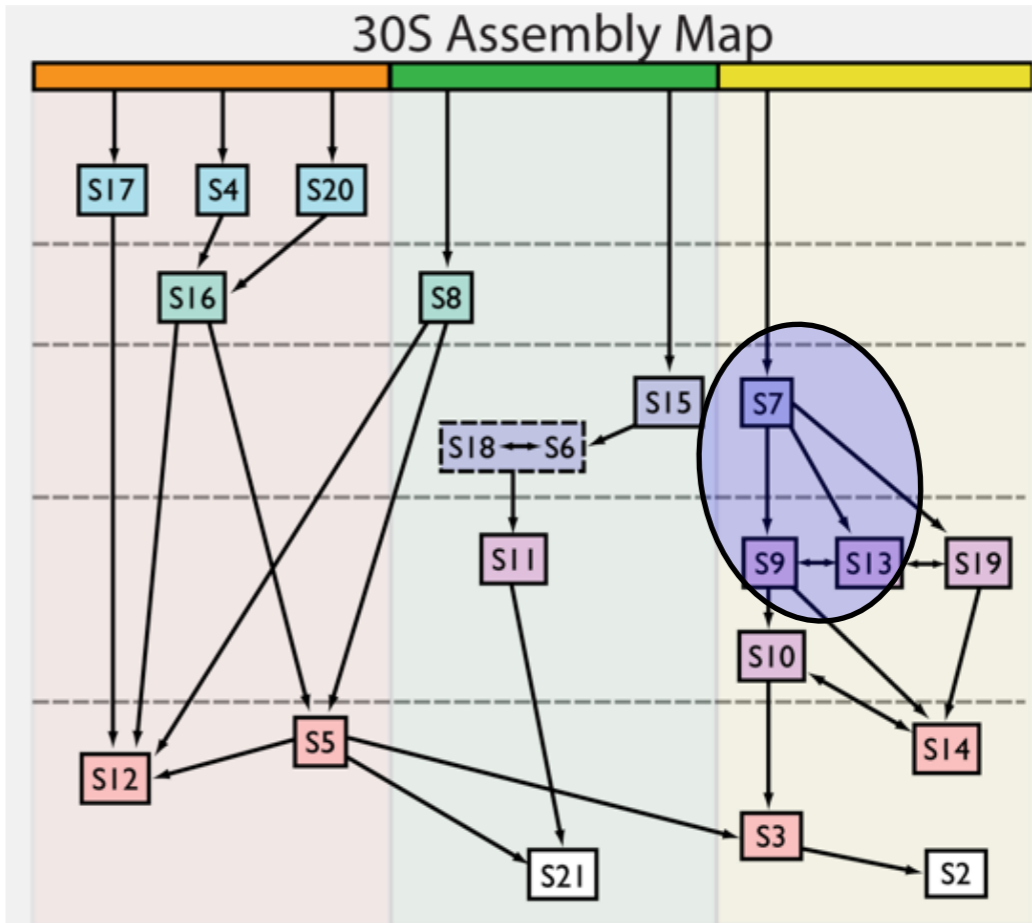 30S Assembly Map
S17 S4 S20
S16 S8
S15 S7
S18 S6
S11 S9 S13 S19
S10
S5 S14
S12
S3
S21 S2